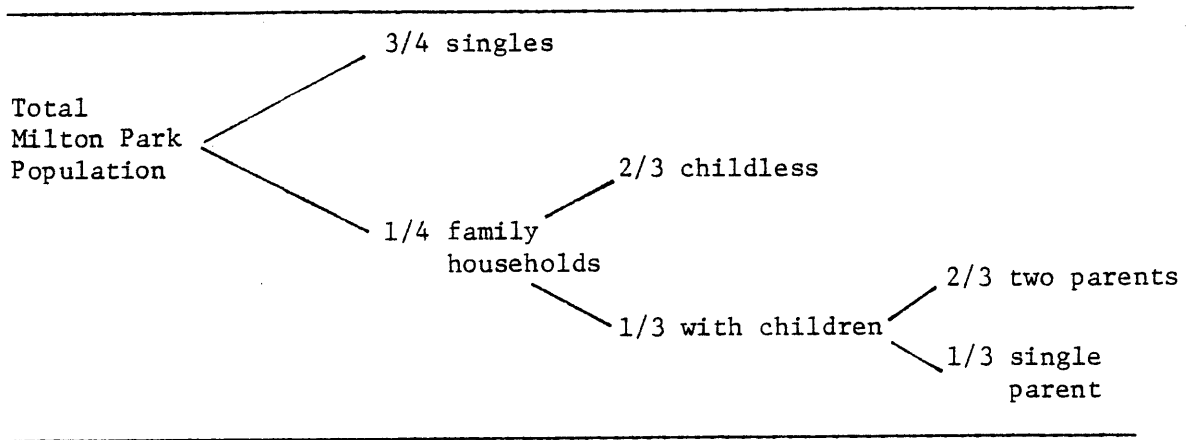 3/4 singles
Total
Milton Park
Population
2/3 childless
1/4 family
households
2/3 two parents
1/3 with children
1/3 single
parent